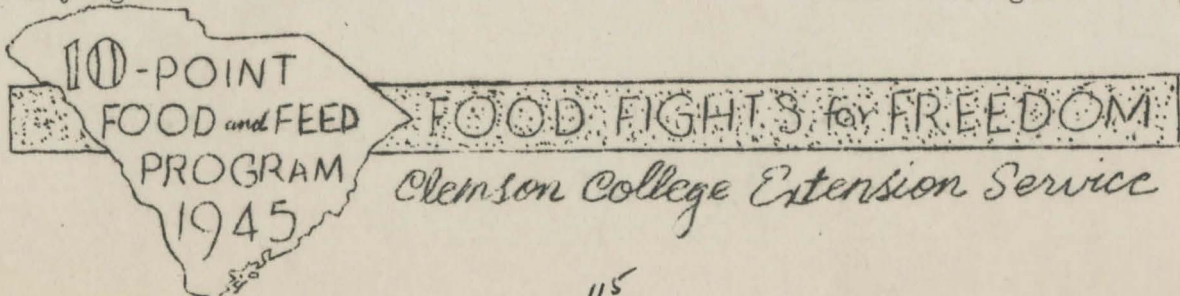 10-POINT
FOOD and FEED
PROGRAM
1945
FOOD FIGHTS for FREEDOM
Clemson College Extension Service
115